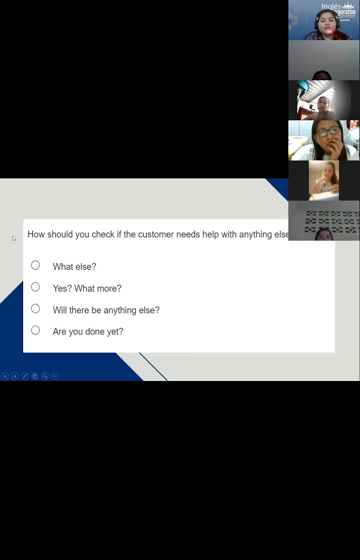 Inglés
How should you check if the customer needs help with anything else
What else?
Yes? What more?
Will there be anything else?
Are you done yet?